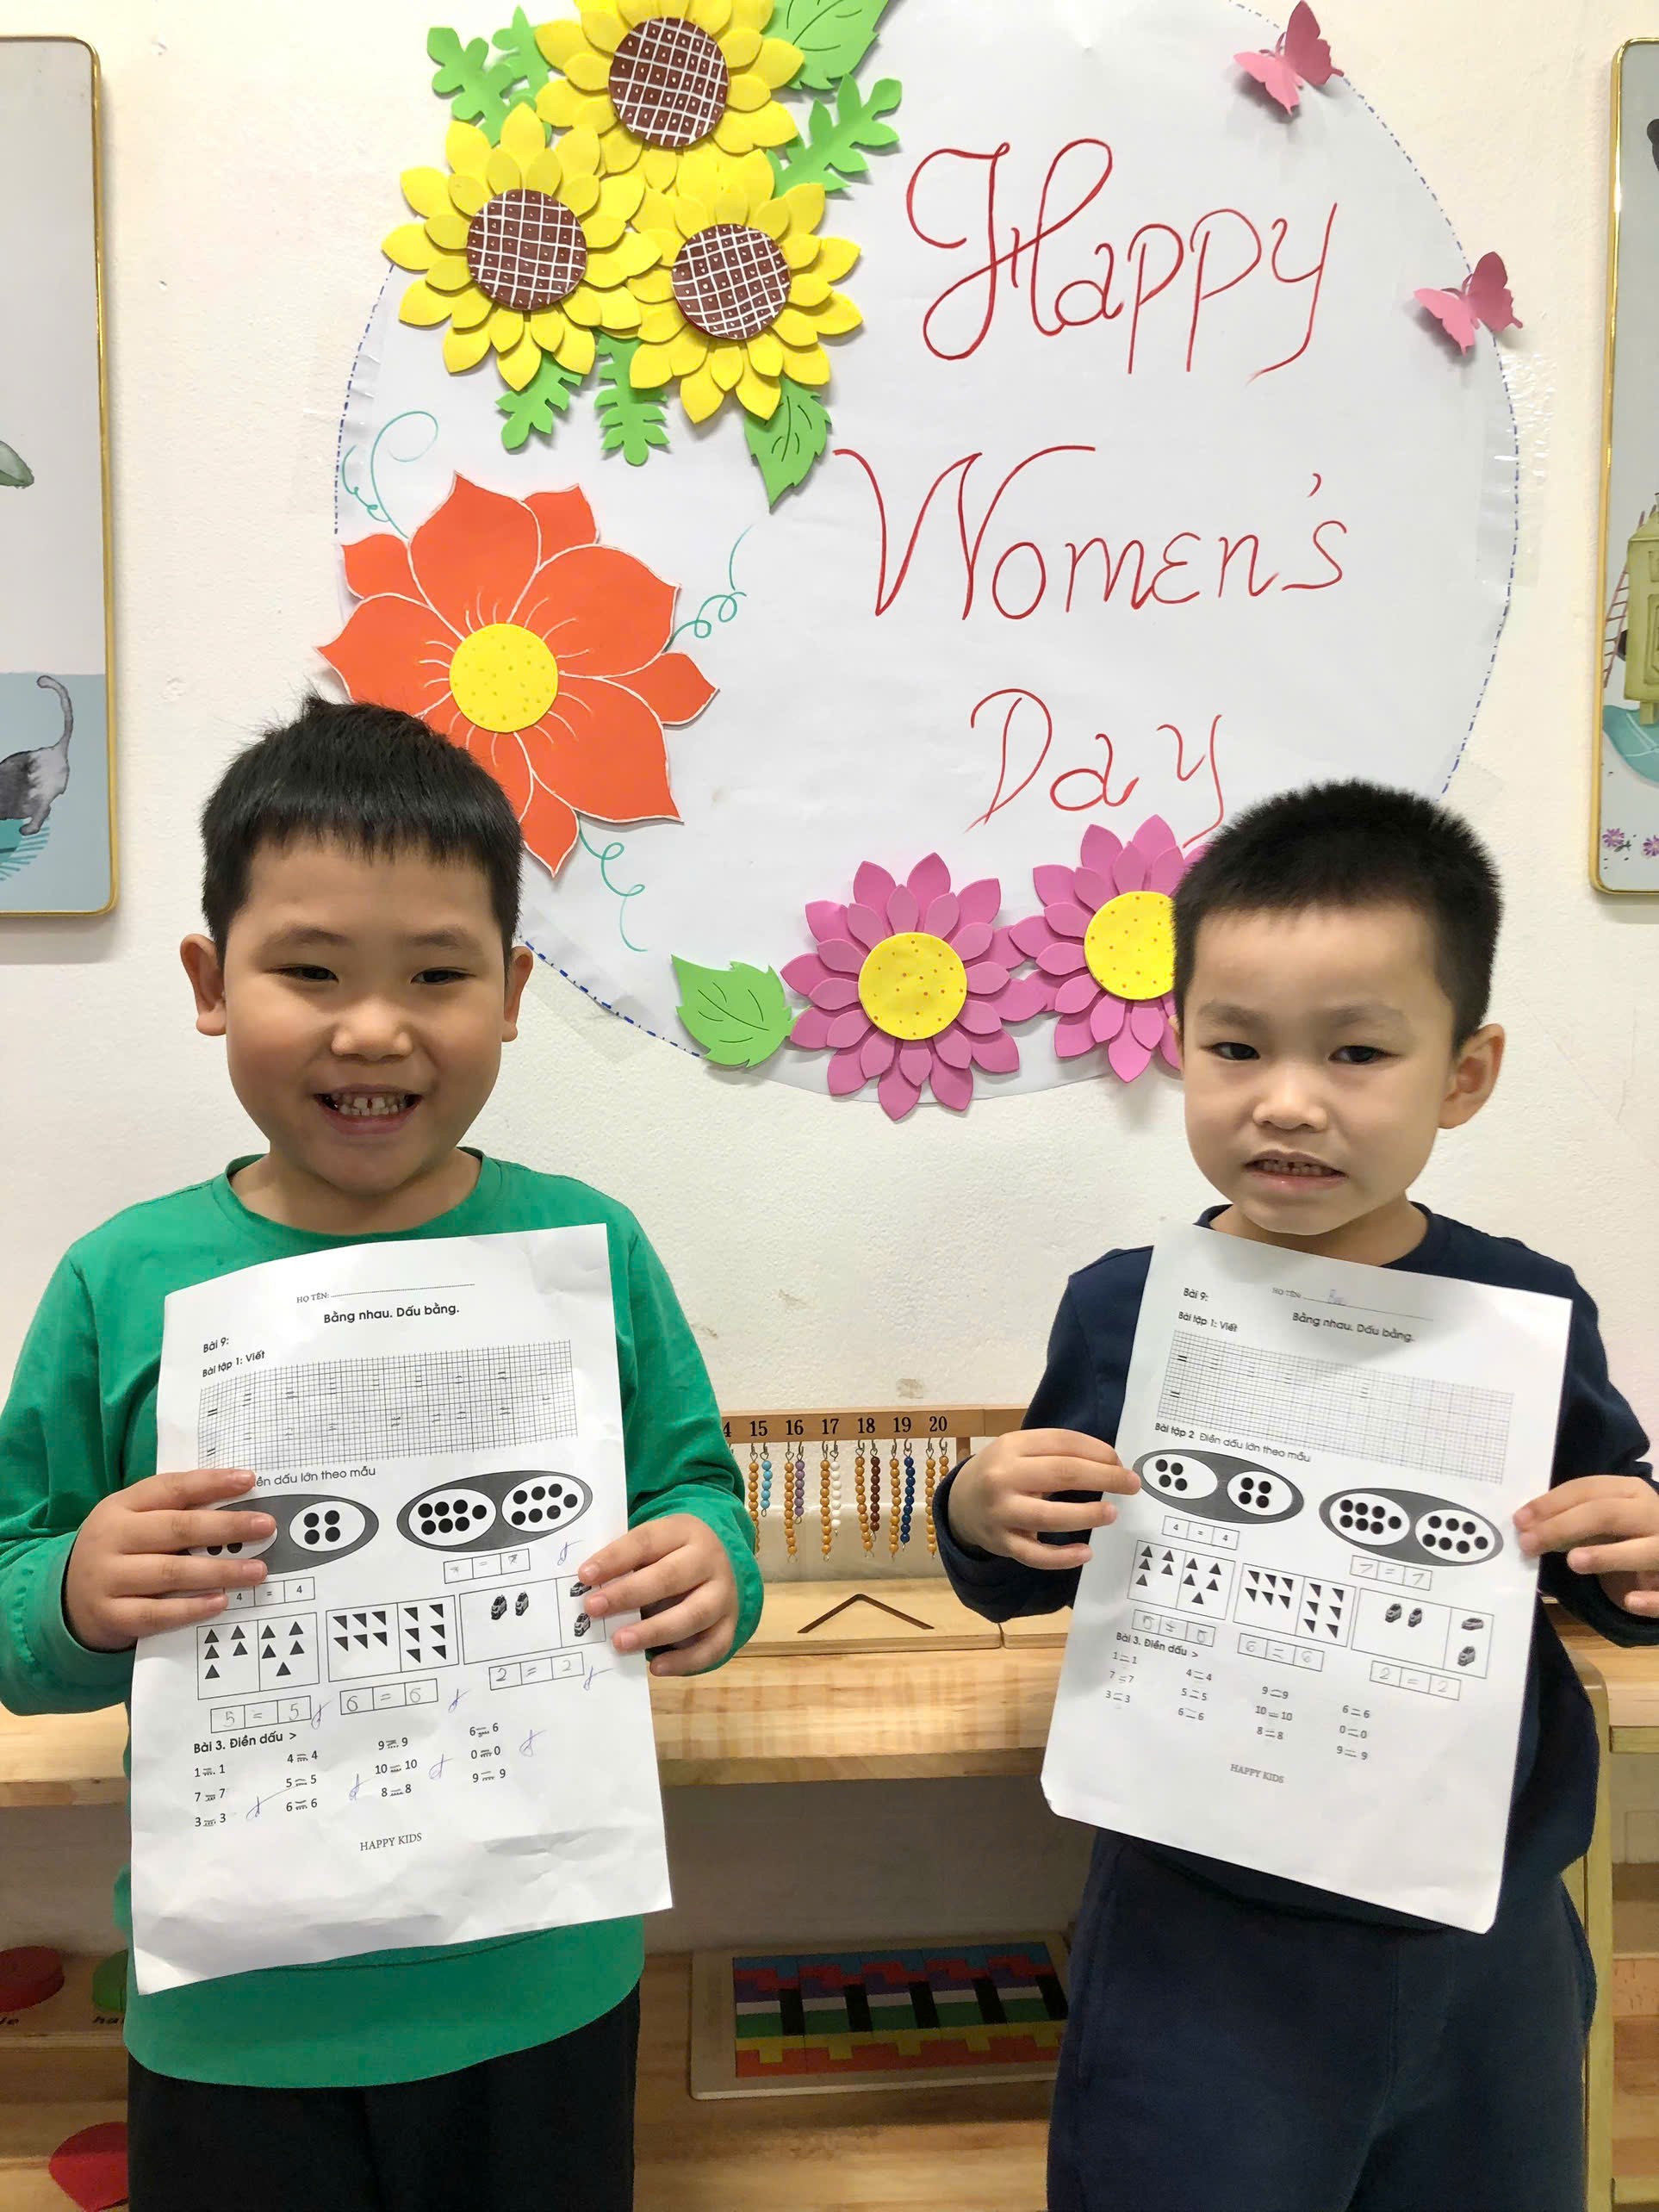 Happy
Women's
Day
15 16 17 18 19 20
HỌ TÊN:
Bằng nhau. Dấu bằng.
Bài 9:
Bài tập 1: Viết
điền dấu lớn theo mẫu
4 = 4
5 = 5
6 = 6
2 = 2
Bài 3. Điền dấu >
1 = 1 4 = 4 9 = 9 6 = 6
7 = 7 5 = 5 10 = 10 0 = 0
3 = 3 6 = 6 8 = 8 9 = 9
HAPPY KIDS
HỌ TÊN:
Bài 9:
Bằng nhau. Dấu bằng.
Bài tập 1: Viết
Bài tập 2 Điền dấu lớn theo mẫu
4 = 4
7 = 7
6 = 6
2 = 2
Bài 3. Điền dấu >
1 = 1 4 = 4 9 = 9 6 = 6
7 = 7 5 = 5 10 = 10 0 = 0
3 = 3 6 = 6 8 = 8 9 = 9
HAPPY KIDS